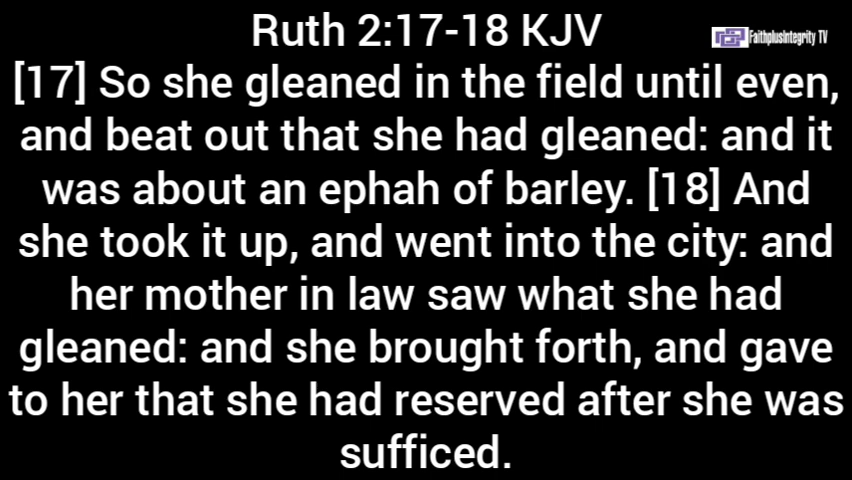 Ruth 2:17-18 KJV
FaithplusIntegrity TV
[17] So she gleaned in the field until even,
and beat out that she had gleaned: and it
was about an ephah of barley. [18] And
she took it up, and went into the city: and
her mother in law saw what she had
gleaned: and she brought forth, and gave
to her that she had reserved after she was
sufficed.